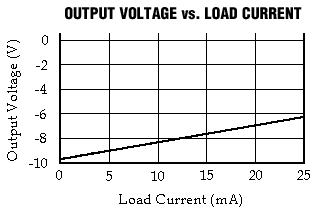 OUTPUT VOLTAGE vs. LOAD CURRENT
Output Voltage (V)
0
-2
-4
-6
-8
-10
0 5 10 15 20 25
Load Current (mA)